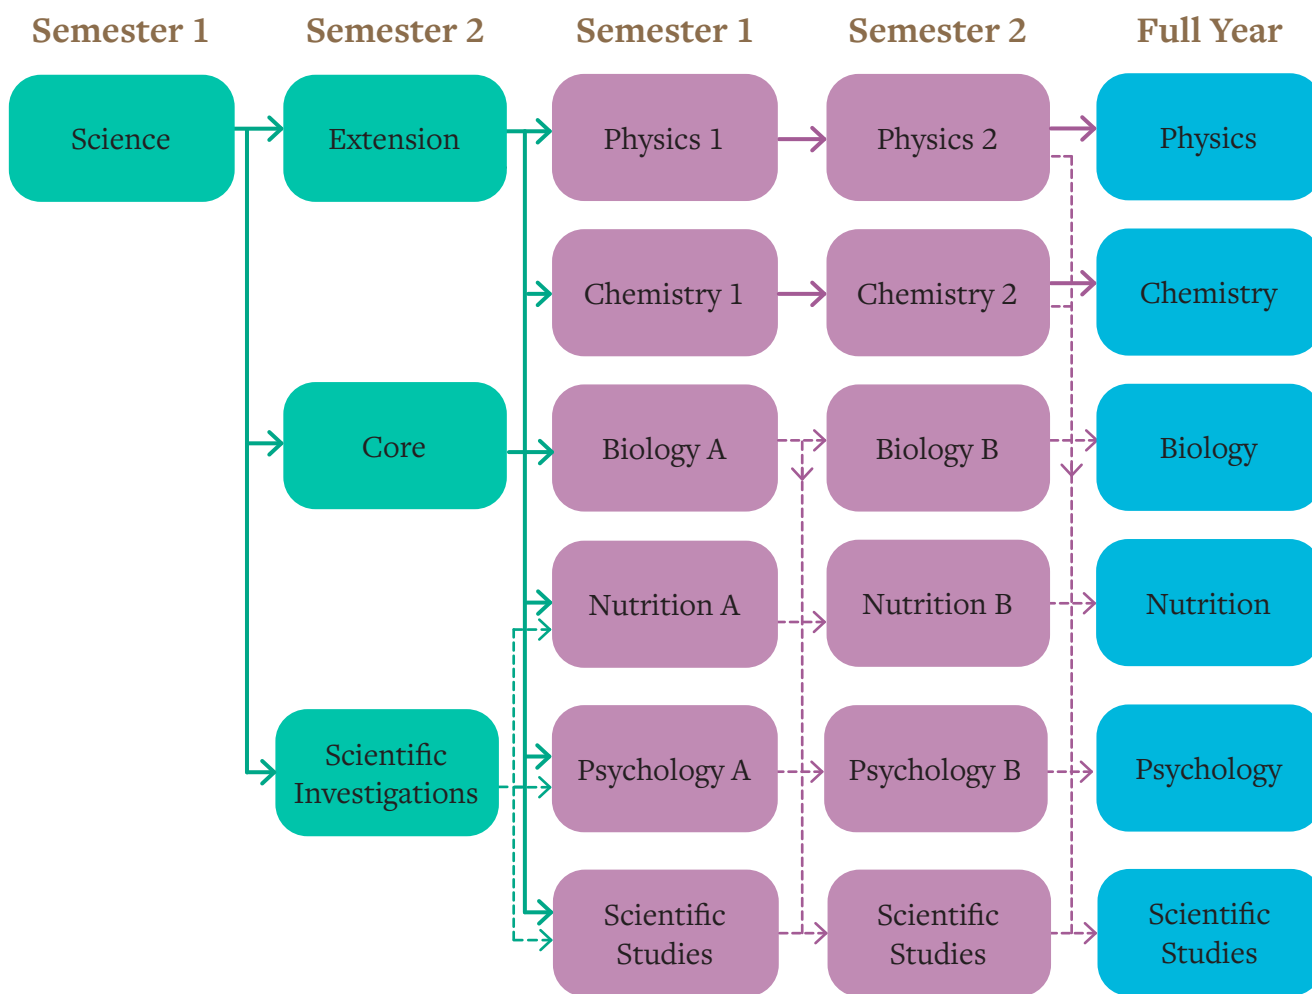 Semester 1
Semester 2
Semester 1
Semester 2
Full Year
Science
Extension
Physics 1
Physics 2
Physics
Chemistry 1
Chemistry 2
Chemistry
Core
Biology A
Biology B
Biology
Nutrition A
Nutrition B
Nutrition
Scientific
Investigations
Psychology A
Psychology B
Psychology
Scientific
Studies
Scientific
Studies
Scientific
Studies